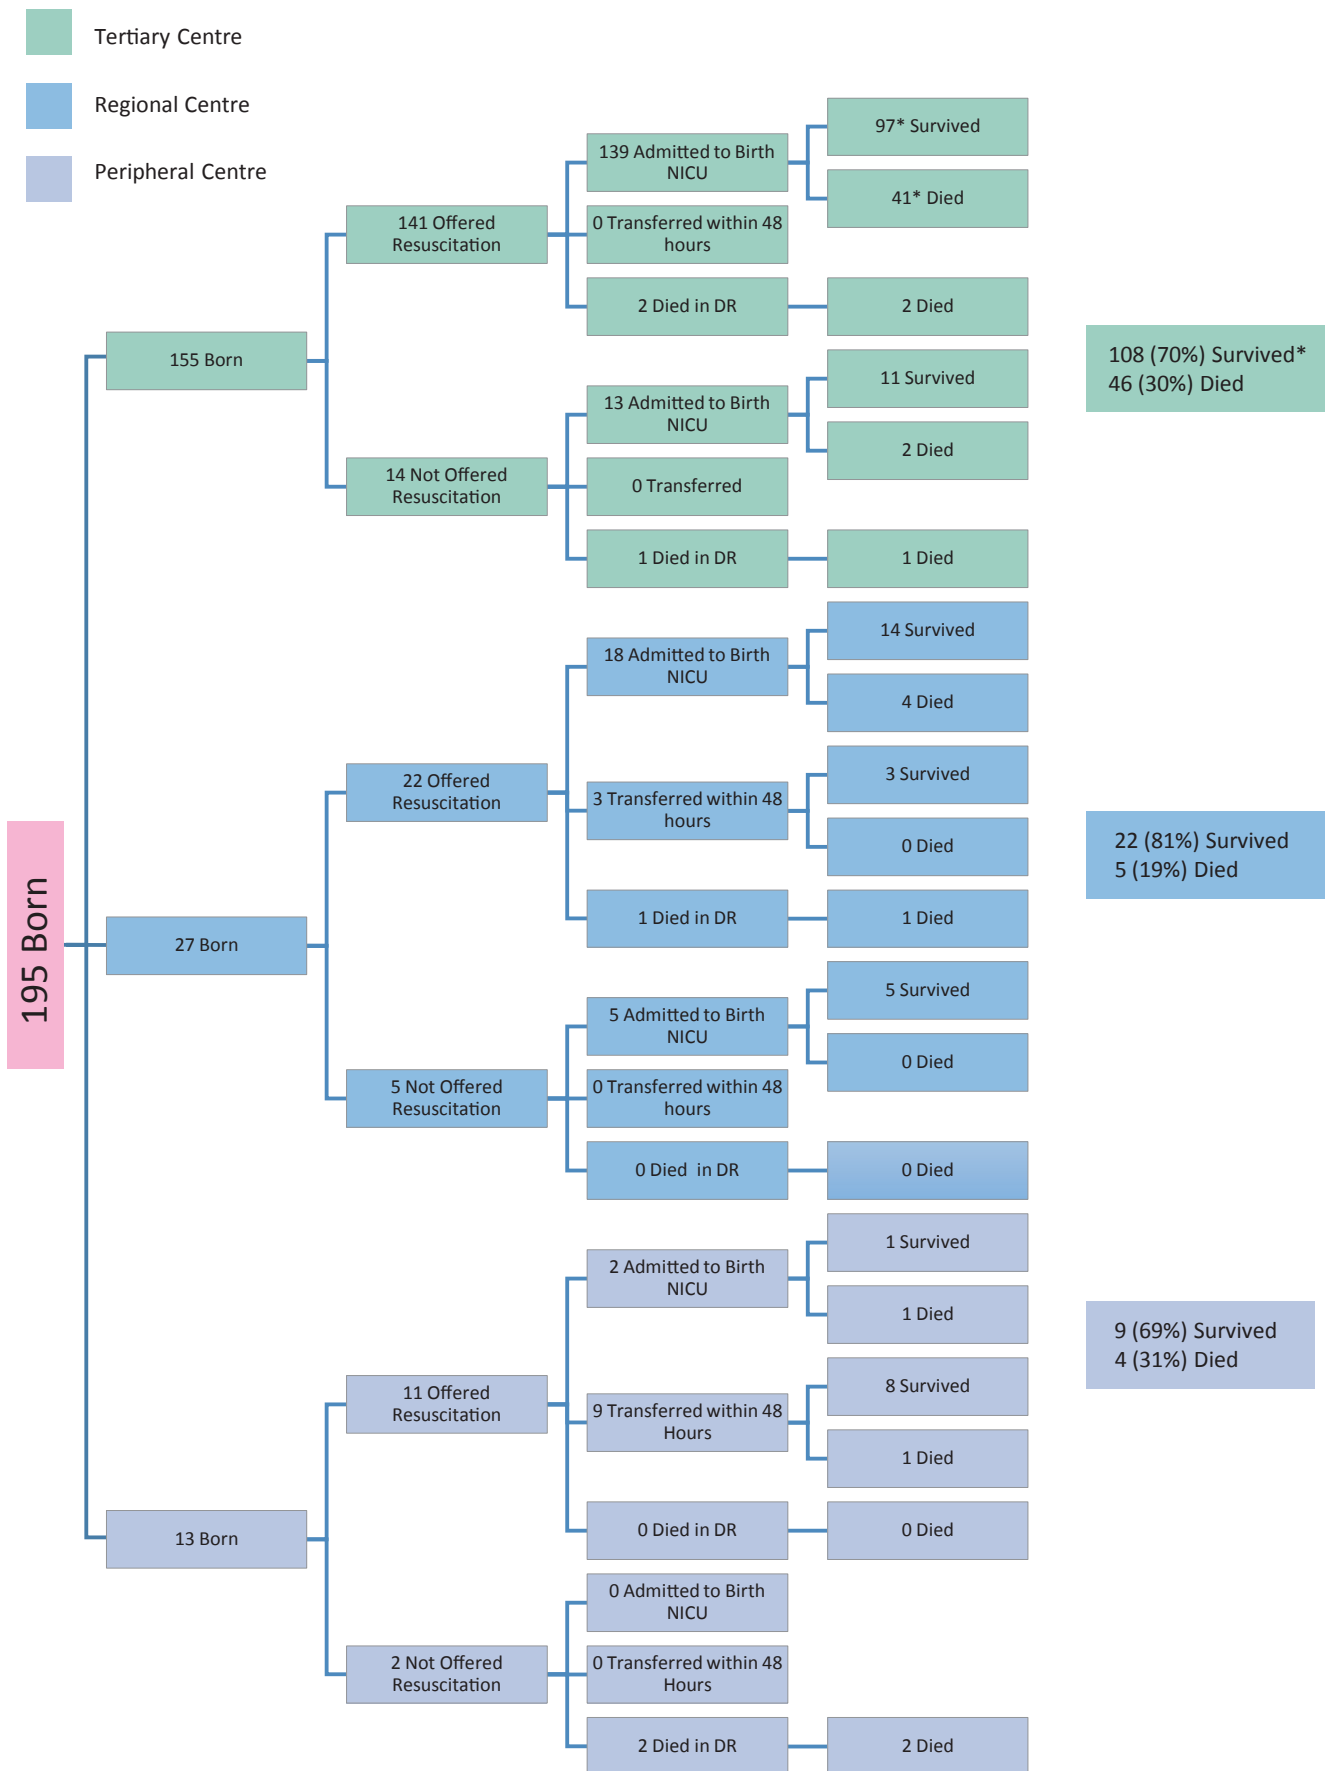 Tertiary Centre
Regional Centre
Peripheral Centre
195 Born
155 Born
141 Offered
Resuscitation
139 Admitted to Birth
NICU
97* Survived
41* Died
0 Transferred within 48
hours
2 Died in DR
2 Died
14 Not Offered
Resuscitation
13 Admitted to Birth
NICU
11 Survived
2 Died
0 Transferred
1 Died in DR
1 Died
108 (70%) Survived*
46 (30%) Died
27 Born
22 Offered
Resuscitation
18 Admitted to Birth
NICU
14 Survived
4 Died
3 Transferred within 48
hours
3 Survived
0 Died
1 Died in DR
1 Died
5 Not Offered
Resuscitation
5 Admitted to Birth
NICU
5 Survived
0 Died
0 Transferred within 48
hours
0 Died in DR
0 Died
22 (81%) Survived
5 (19%) Died
13 Born
11 Offered
Resuscitation
2 Admitted to Birth
NICU
1 Survived
1 Died
9 Transferred within 48
Hours
8 Survived
1 Died
0 Died in DR
0 Died
2 Not Offered
Resuscitation
0 Admitted to Birth
NICU
0 Transferred within 48
Hours
2 Died in DR
2 Died
9 (69%) Survived
4 (31%) Died